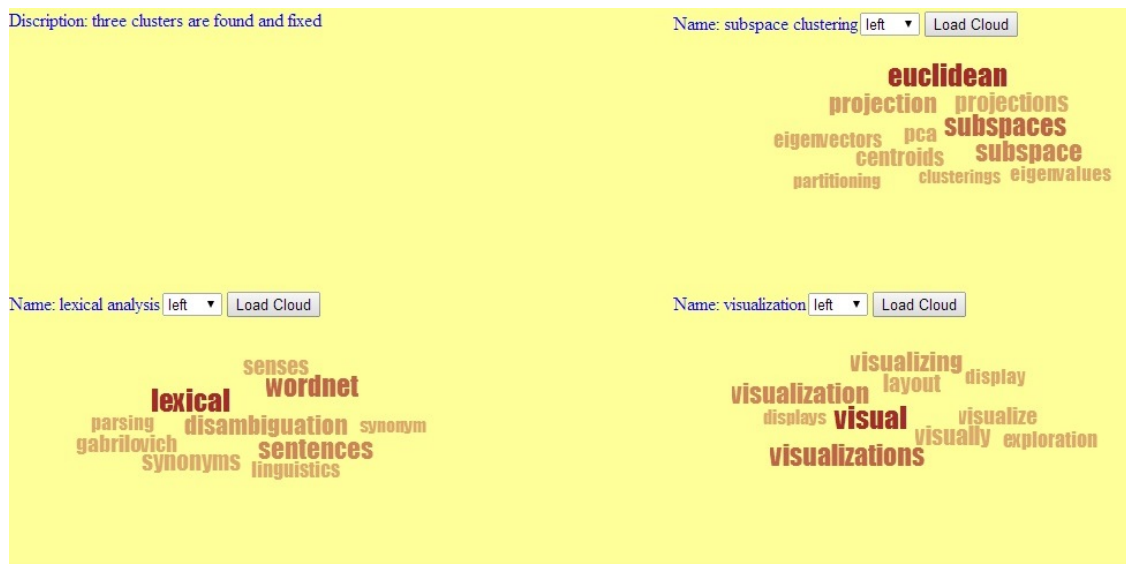 Discription: three clusters are found and fixed
Name: subspace clustering left Load Cloud
euclidean
projection projections
eigenvectors pca subspaces
centroids subspace
partitioning clusterings eigenvalues
Name: lexical analysis left Load Cloud
senses
lexical wordnet
parsing disambiguation synonym
gabrilovich sentences
synonyms linguistics
Name: visualization left Load Cloud
visualizing
visualization layout display
displays visual visualize
visually exploration
visualizations